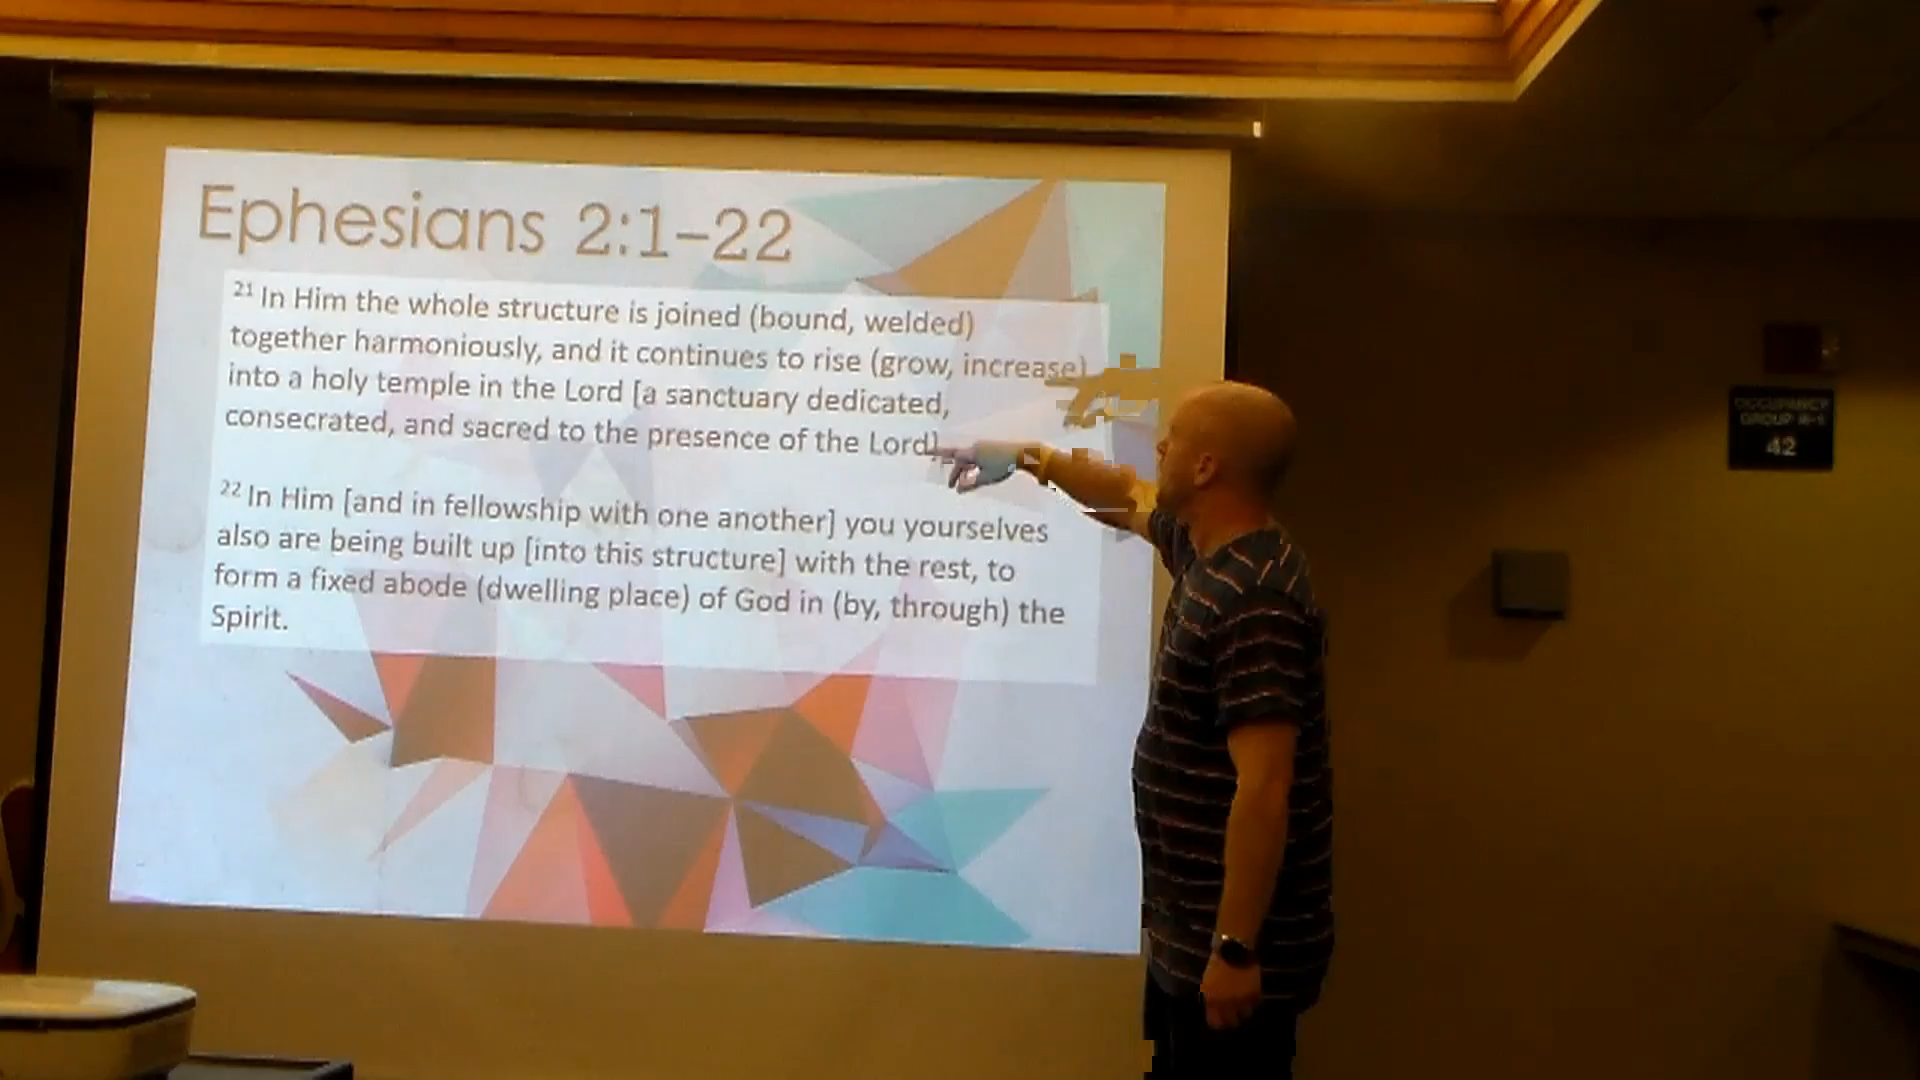 Ephesians 2:1–22
21 In Him the whole structure is joined (bound, welded)
together harmoniously, and it continues to rise (grow, increase)
into a holy temple in the Lord [a sanctuary dedicated,
consecrated, and sacred to the presence of the Lord].
22 In Him [and in fellowship with one another] you yourselves
also are being built up [into this structure] with the rest, to
form a fixed abode (dwelling place) of God in (by, through) the
Spirit.
OCCUPANCY
GROUP
42